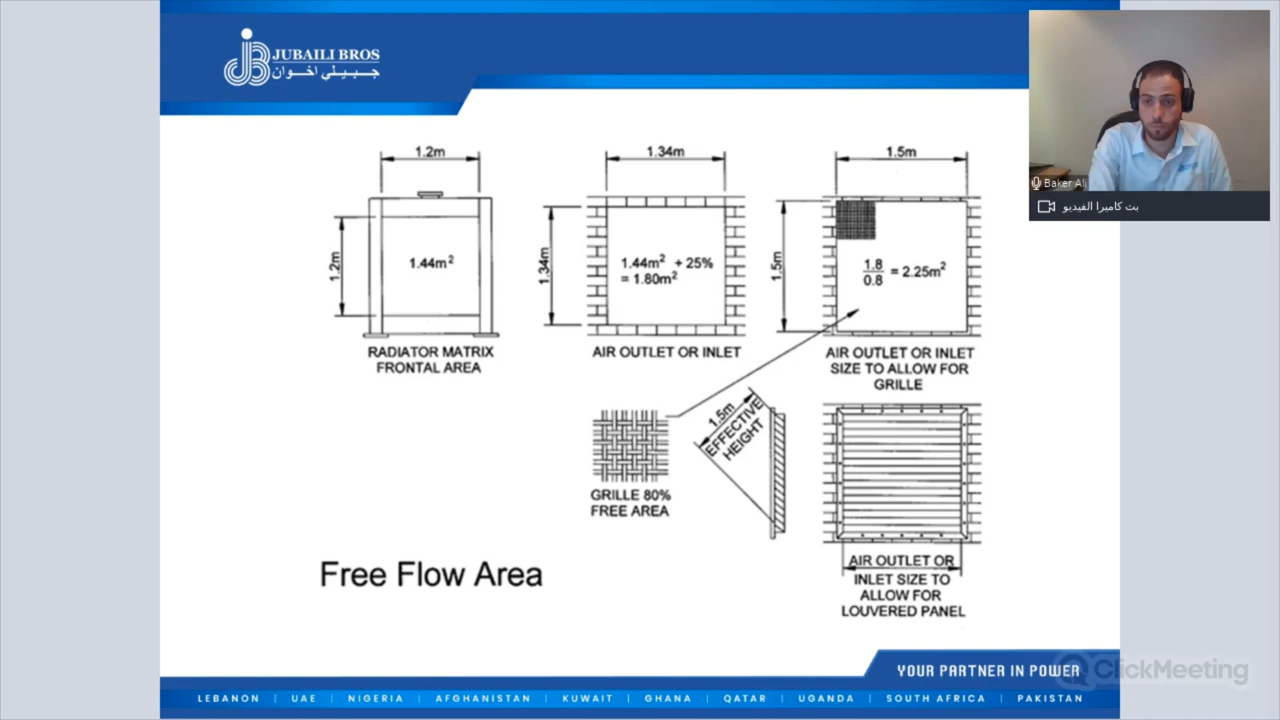 JUBAILI BROS
جبيلي اخوان
Baker Ali
بث كاميرا الفيديو
1.2m
1.2m
1.44m²
RADIATOR MATRIX
FRONTAL AREA
1.34m
1.34m
1.44m² + 25%
= 1.80m²
AIR OUTLET OR INLET
1.5m
1.5m
1.8
0.8
= 2.25m²
AIR OUTLET OR INLET
SIZE TO ALLOW FOR
GRILLE
GRILLE 80%
FREE AREA
1.5m
EFFECTIVE
HEIGHT
AIR OUTLET OR
INLET SIZE TO
ALLOW FOR
LOUVERED PANEL
Free Flow Area
YOUR PARTNER IN POWER
ClickMeeting
LEBANON | UAE | NIGERIA | AFGHANISTAN | KUWAIT | GHANA | QATAR | UGANDA | SOUTH AFRICA | PAKISTAN